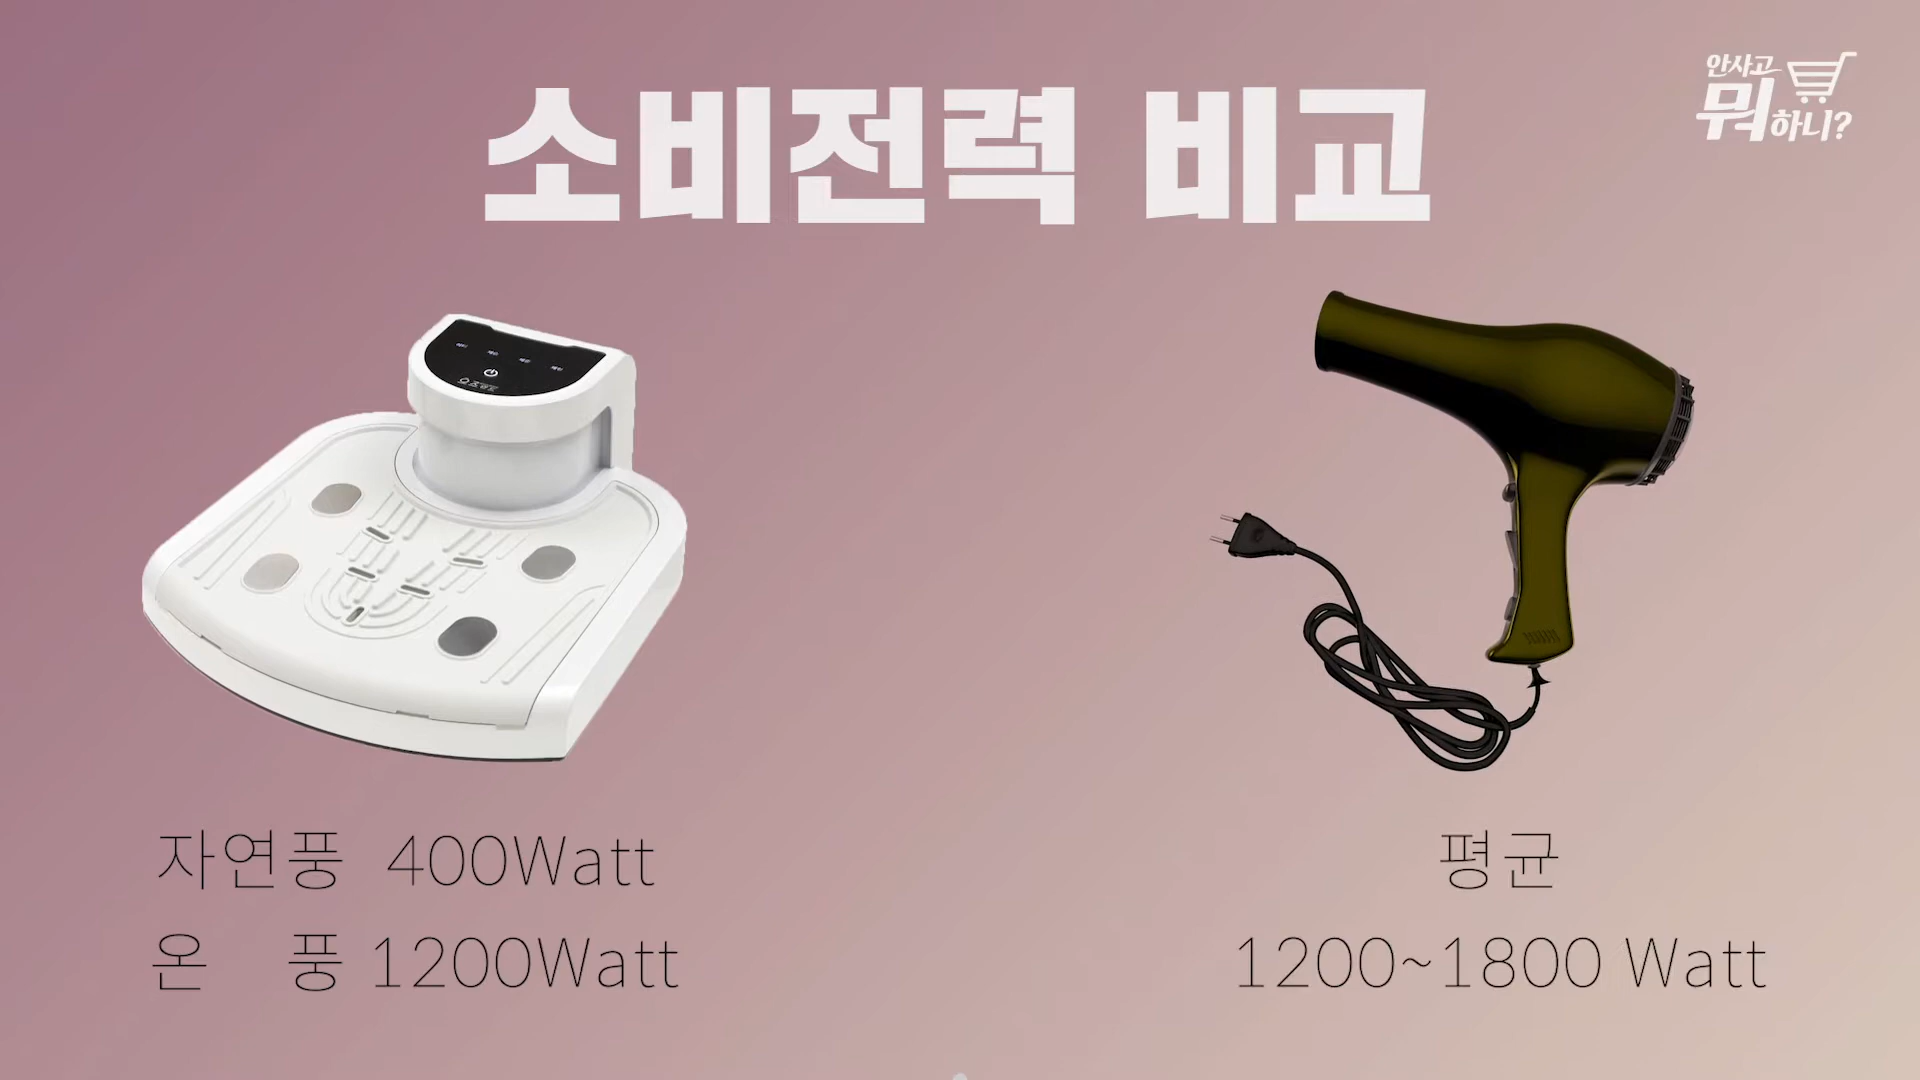 소비전력 비교
안사고
뭐하니?
자연풍 400Watt
온 풍 1200Watt
평균
1200~1800 Watt